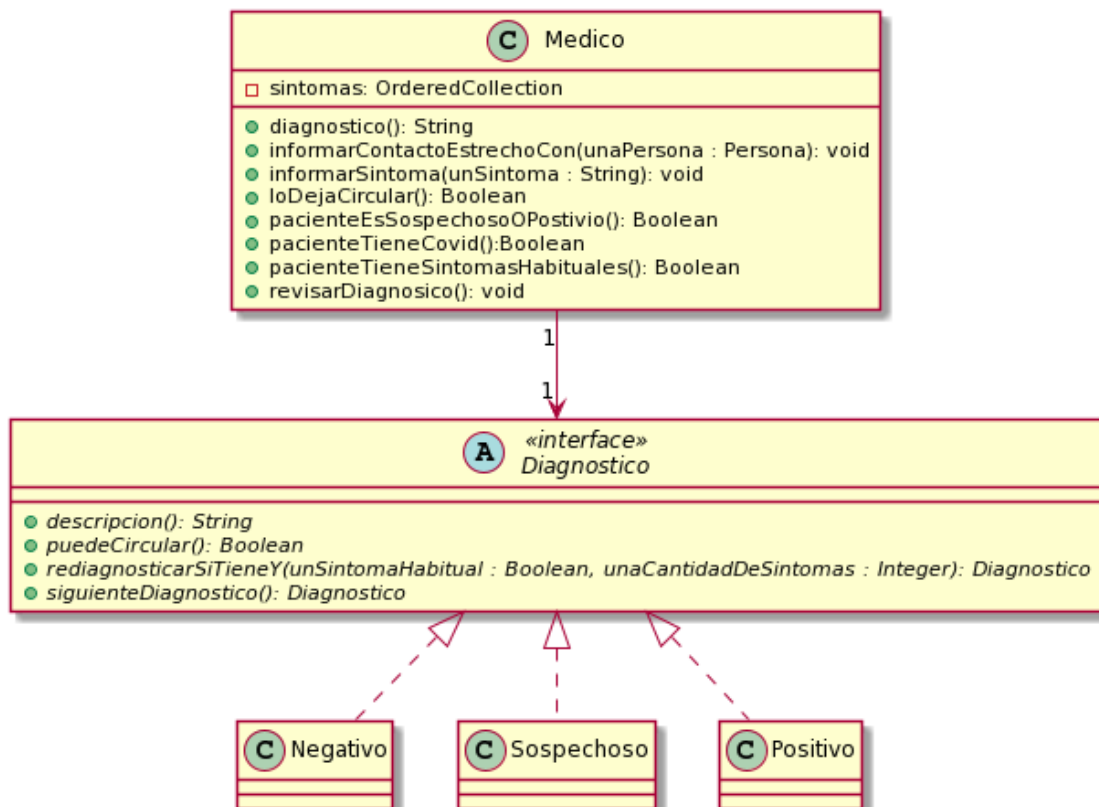 C Medico
sintomas: OrderedCollection
diagnostico(): String
informarContactoEstrechoCon(unaPersona : Persona): void
informarSintoma(unSintoma : String): void
loDejaCircular(): Boolean
pacienteEsSospechosoOPostivio(): Boolean
pacienteTieneCovid():Boolean
pacienteTieneSintomasHabituales(): Boolean
revisarDiagnosico(): void
1
1
A «interface»
Diagnostico
descripcion(): String
puedeCircular(): Boolean
rediagnosticarSiTieneY(unSintomaHabitual : Boolean, unaCantidadDeSintomas : Integer): Diagnostico
siguienteDiagnostico(): Diagnostico
C Negativo
C Sospechoso
C Positivo